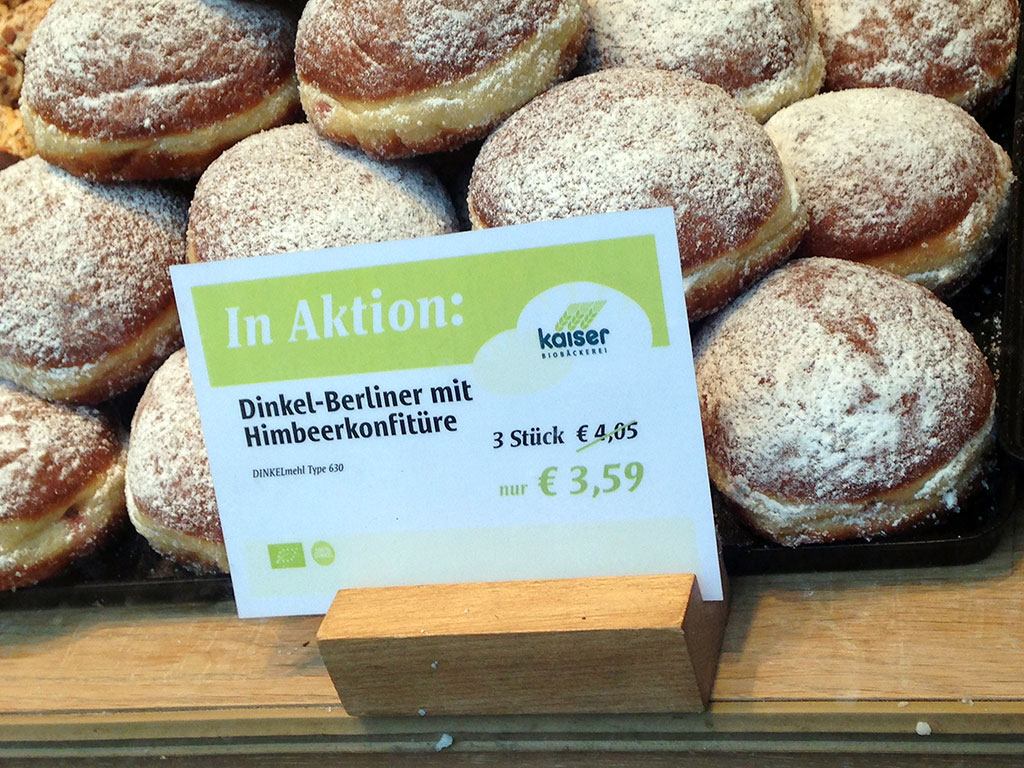 In Aktion:
kaiser
BIOBÄCKEREI
Dinkel-Berliner mit
Himbeerkonfitüre
DINKELmehl Type 630
3 Stück € 4,05
nur € 3,59